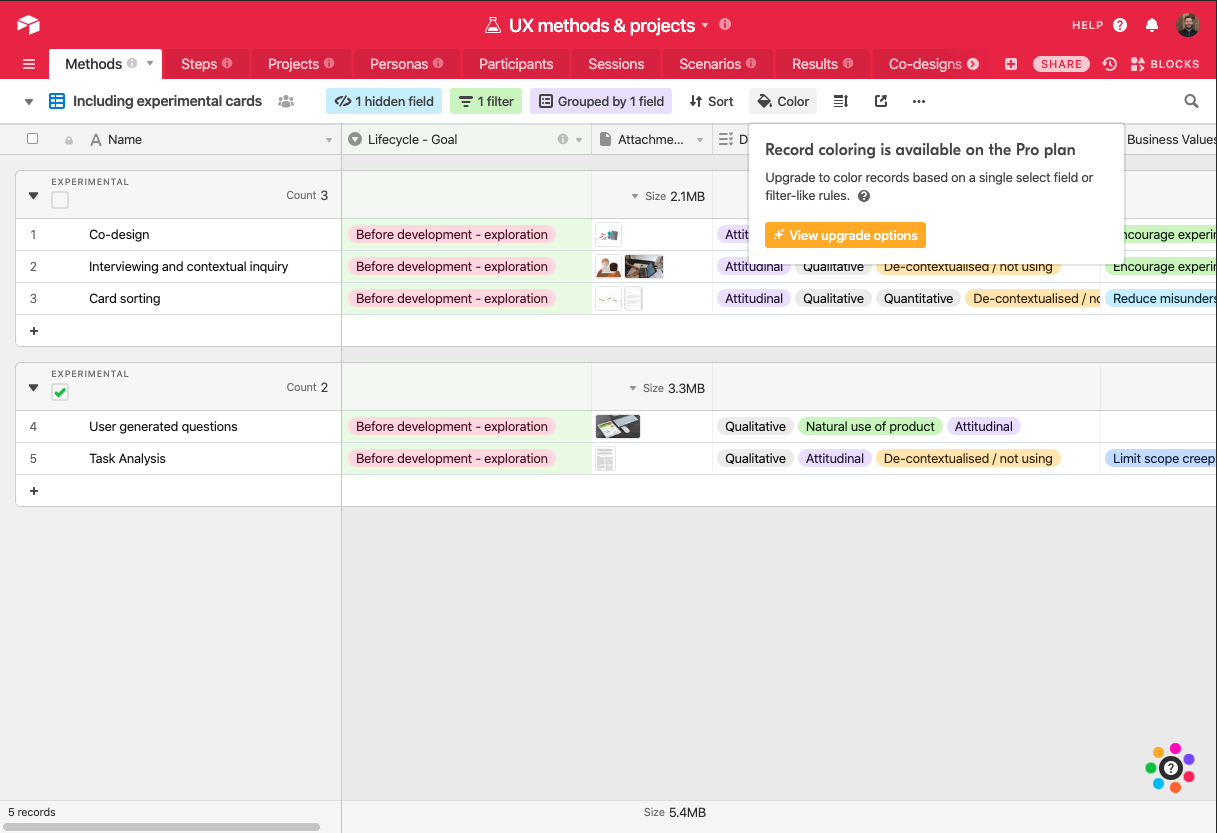 UX methods & projects
HELP
Methods
Steps
Projects
Personas
Participants
Sessions
Scenarios
Results
Co-designs
SHARE
BLOCKS
Including experimental cards
1 hidden field
1 filter
Grouped by 1 field
Sort
Color
Name
Lifecycle - Goal
Attachme...
D
Business Values
Record coloring is available on the Pro plan
Upgrade to color records based on a single select field or
filter-like rules.
View upgrade options
EXPERIMENTAL
Count 3
Size 2.1MB
1 Co-design Before development - exploration Attit ncourage experin
2 Interviewing and contextual inquiry Before development - exploration Attitudinal Qualitative De-contextualised / not using Encourage experin
3 Card sorting Before development - exploration Attitudinal Qualitative Quantitative De-contextualised / no Reduce misunders
+
EXPERIMENTAL
Count 2
Size 3.3MB
4 User generated questions Before development - exploration Qualitative Natural use of product Attitudinal
5 Task Analysis Before development - exploration Qualitative Attitudinal De-contextualised / not using Limit scope creep
+
5 records
Size 5.4MB